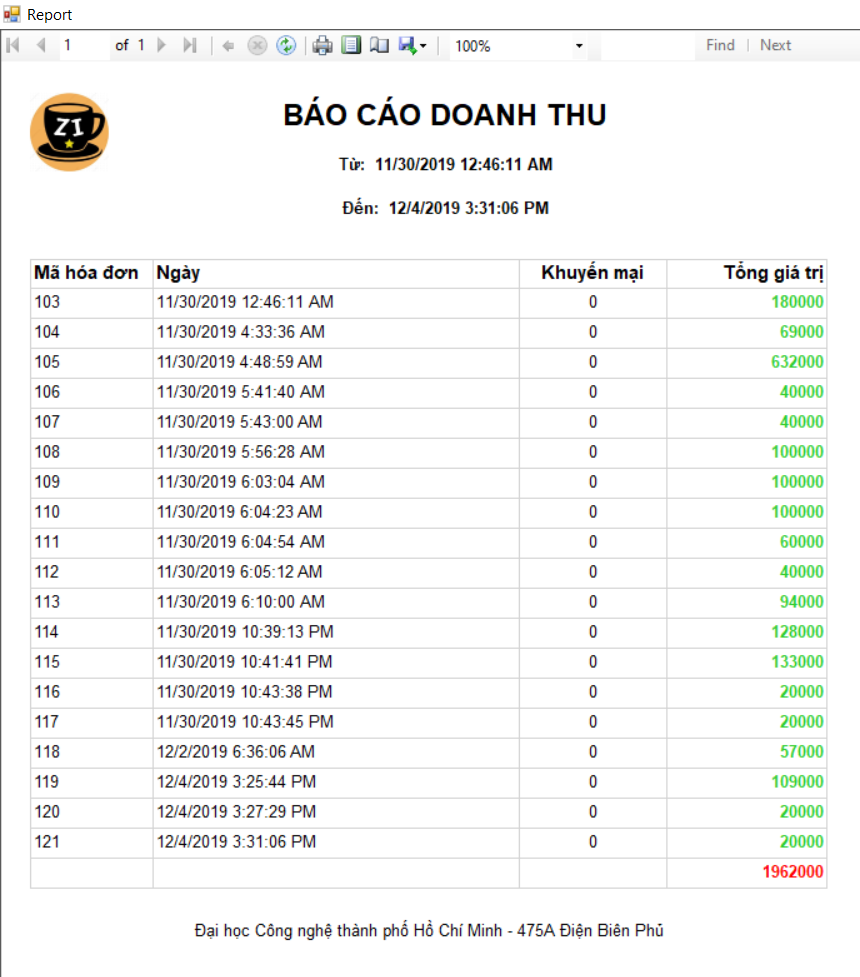 Report
1 of 1 100% Find | Next
ZI
BÁO CÁO DOANH THU
Từ: 11/30/2019 12:46:11 AM
Đến: 12/4/2019 3:31:06 PM
Mã hóa đơn Ngày Khuyến mại Tổng giá trị
103 11/30/2019 12:46:11 AM 0 180000
104 11/30/2019 4:33:36 AM 0 69000
105 11/30/2019 4:48:59 AM 0 632000
106 11/30/2019 5:41:40 AM 0 40000
107 11/30/2019 5:43:00 AM 0 40000
108 11/30/2019 5:56:28 AM 0 100000
109 11/30/2019 6:03:04 AM 0 100000
110 11/30/2019 6:04:23 AM 0 100000
111 11/30/2019 6:04:54 AM 0 60000
112 11/30/2019 6:05:12 AM 0 40000
113 11/30/2019 6:10:00 AM 0 94000
114 11/30/2019 10:39:13 PM 0 128000
115 11/30/2019 10:41:41 PM 0 133000
116 11/30/2019 10:43:38 PM 0 20000
117 11/30/2019 10:43:45 PM 0 20000
118 12/2/2019 6:36:06 AM 0 57000
119 12/4/2019 3:25:44 PM 0 109000
120 12/4/2019 3:27:29 PM 0 20000
121 12/4/2019 3:31:06 PM 0 20000
1962000
Đại học Công nghệ thành phố Hồ Chí Minh - 475A Điện Biên Phủ